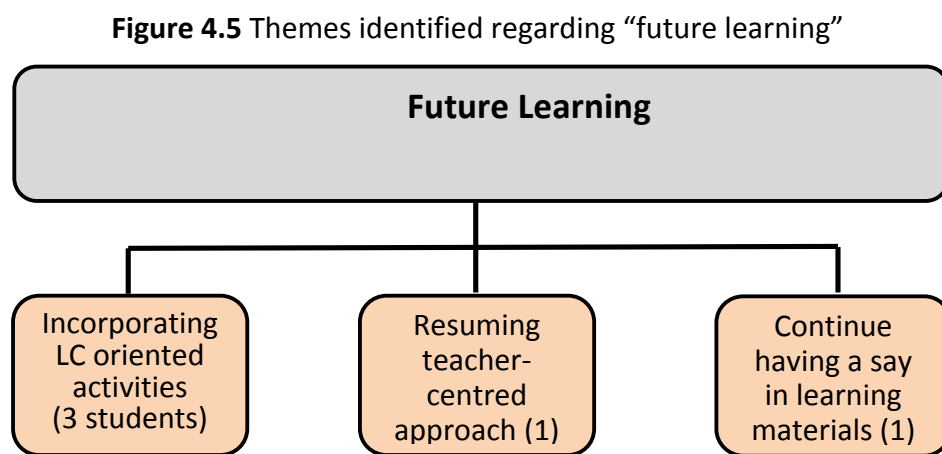 Figure 4.5 Themes identified regarding “future learning”
Future Learning
Incorporating
LC oriented
activities
(3 students)
Resuming
teacher-
centred
approach (1)
Continue
having a say
in learning
materials (1)